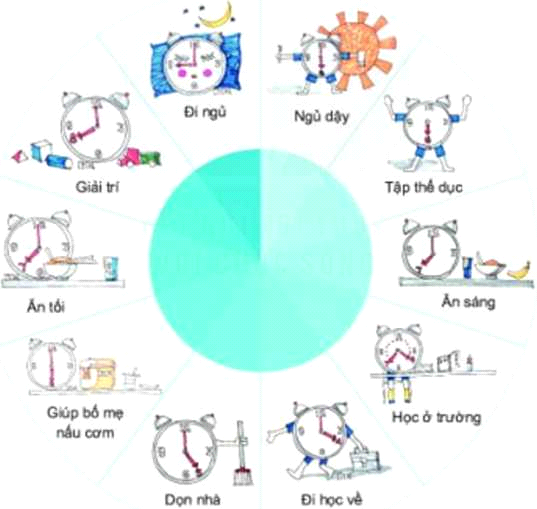 Đi ngủ
Ngủ dậy
Giải trí
Tập thể dục
Ăn tối
Ăn sáng
Giúp bố mẹ
nấu cơm
Học ở trường
Dọn nhà
Đi học về